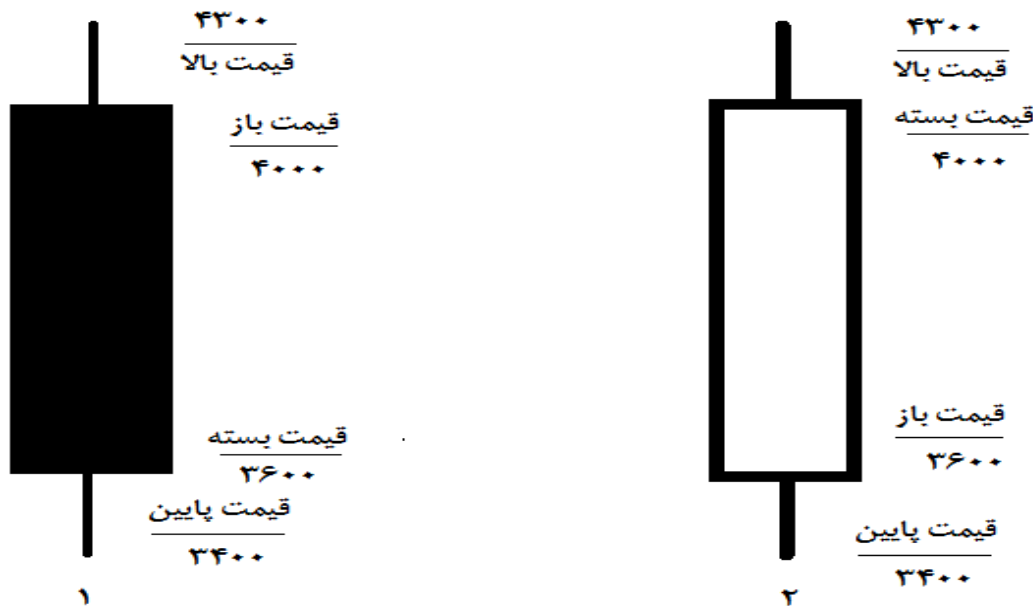 ۴۳۰۰
قیمت بالا
قیمت باز
۴۰۰۰
قیمت بسته
۳۶۰۰
قیمت پایین
۳۴۰۰
۱
۴۳۰۰
قیمت بالا
قیمت بسته
۴۰۰۰
قیمت باز
۳۶۰۰
قیمت پایین
۳۴۰۰
۲